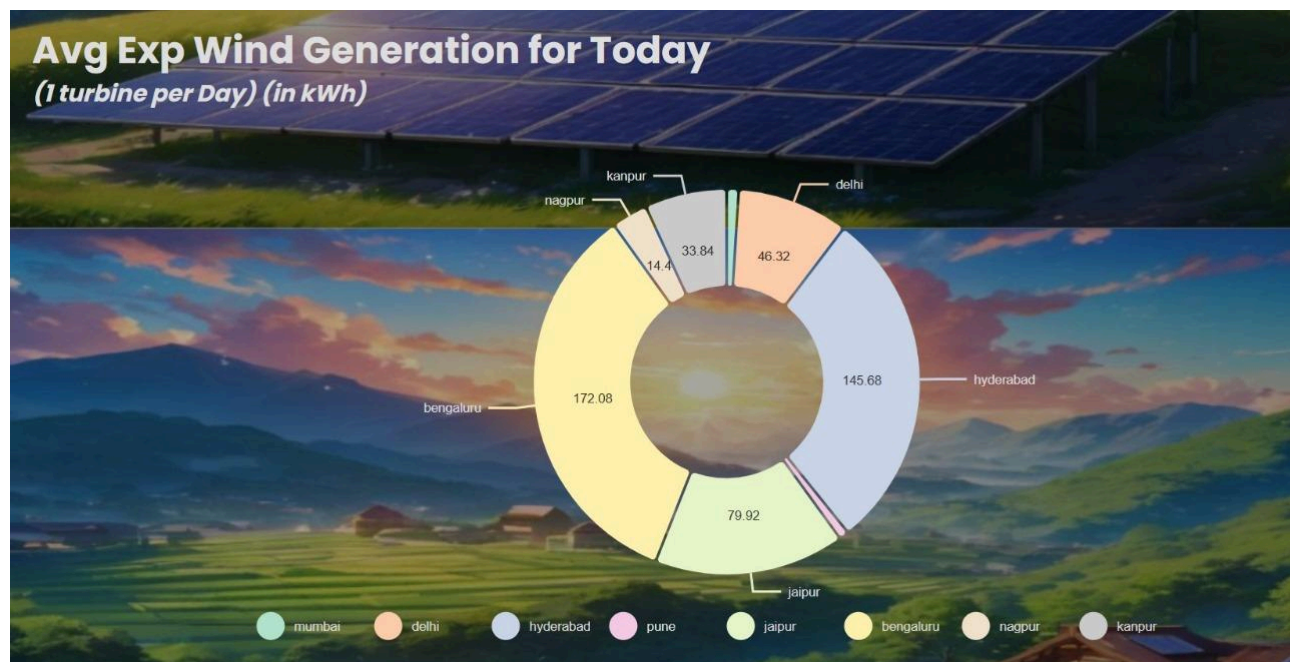 Avg Exp Wind Generation for Today
(1 turbine per Day) (in kWh)
kanpur
delhi
nagpur
33.84
46.32
14.4
145.68
hyderabad
172.08
bengaluru
79.92
jaipur
mumbai delhi hyderabad pune jaipur bengaluru nagpur kanpur